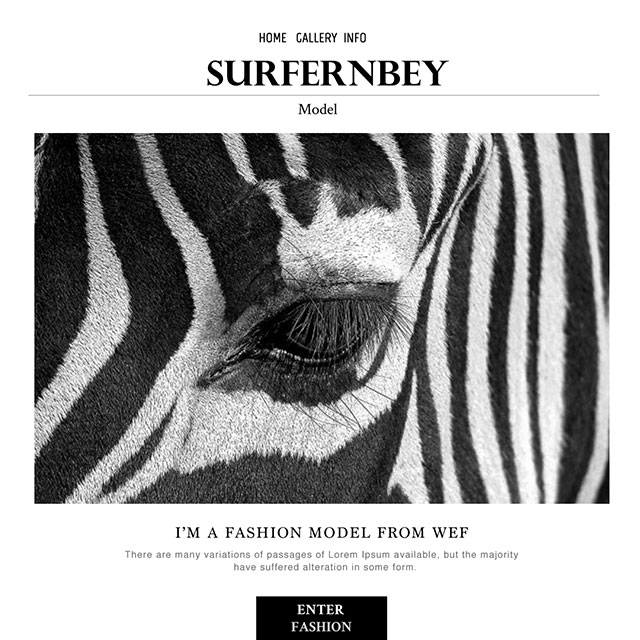 HOME GALLERY INFO
SURFERNBEY
Model
I'M A FASHION MODEL FROM WEF
There are many variations of passages of Lorem Ipsum available, but the majority
have suffered alteration in some form.
ENTER
FASHION